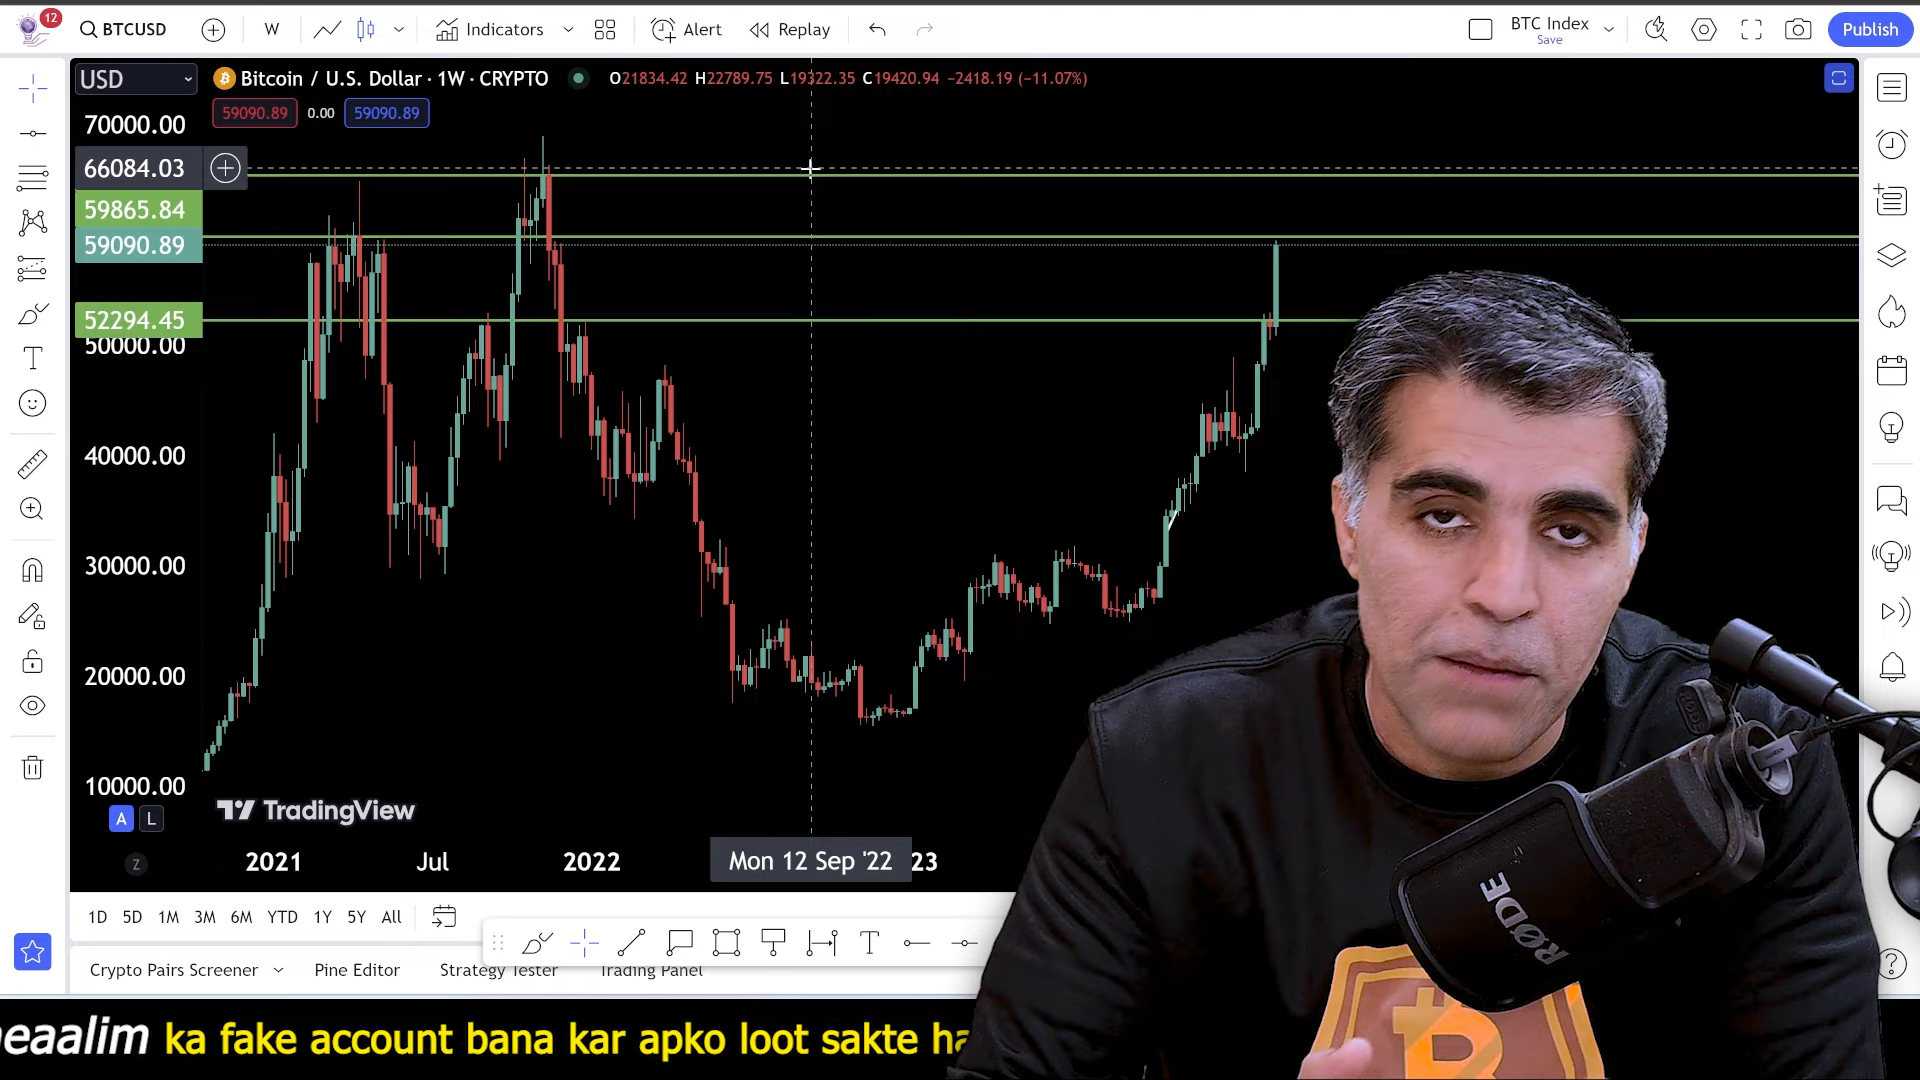 12
BTCUSD
W
Indicators
Alert
Replay
BTC Index
Save
Publish
USD
Bitcoin / U.S. Dollar · 1W · CRYPTO
O21834.42 H22789.75 L19322.35 C19420.94 −2418.19 (−11.07%)
59090.89 0.00 59090.89
70000.00
66084.03
59865.84
59090.89
52294.45
50000.00
40000.00
30000.00
20000.00
10000.00
A L
TradingView
Z
2021 Jul 2022 Mon 12 Sep '22 23
1D 5D 1M 3M 6M YTD 1Y 5Y All
Crypto Pairs Screener Pine Editor Strategy Tester Trading Panel
RØDE
eaalim ka fake account bana kar apko loot sakte ha